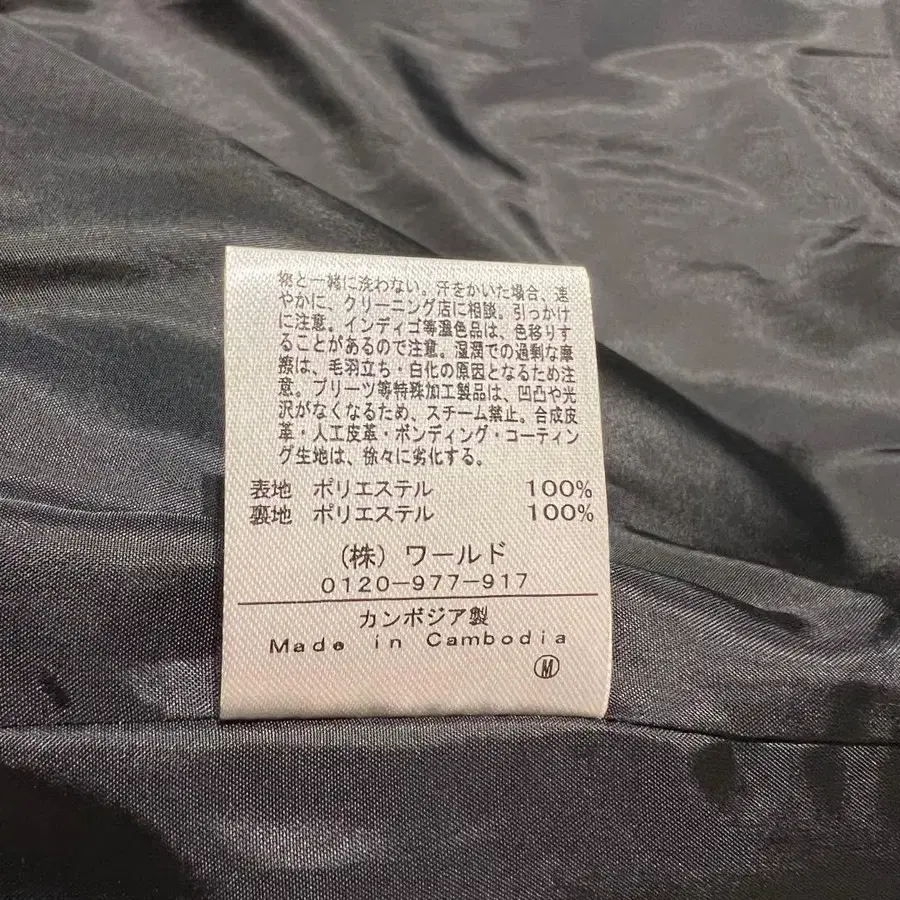 物と一緒に洗わない。汗をかいた場合、速
やかに、クリーニング店に相談。引っかけ
に注意。インディゴ等濃色品は、色移りす
ることがあるので注意。湿潤での過剰な摩
擦は、毛羽立ち・白化の原因となるため注
意。プリーツ等特殊加工製品は、凹凸や光
沢がなくなるため、スチーム禁止。合成皮
革・人工皮革・ボンディング・コーティン
グ生地は、徐々に劣化する。
表地 ポリエステル 100%
裏地 ポリエステル 100%
(株)ワールド
0120-977-917
カンボジア製
Made in Cambodia
Ⓜ